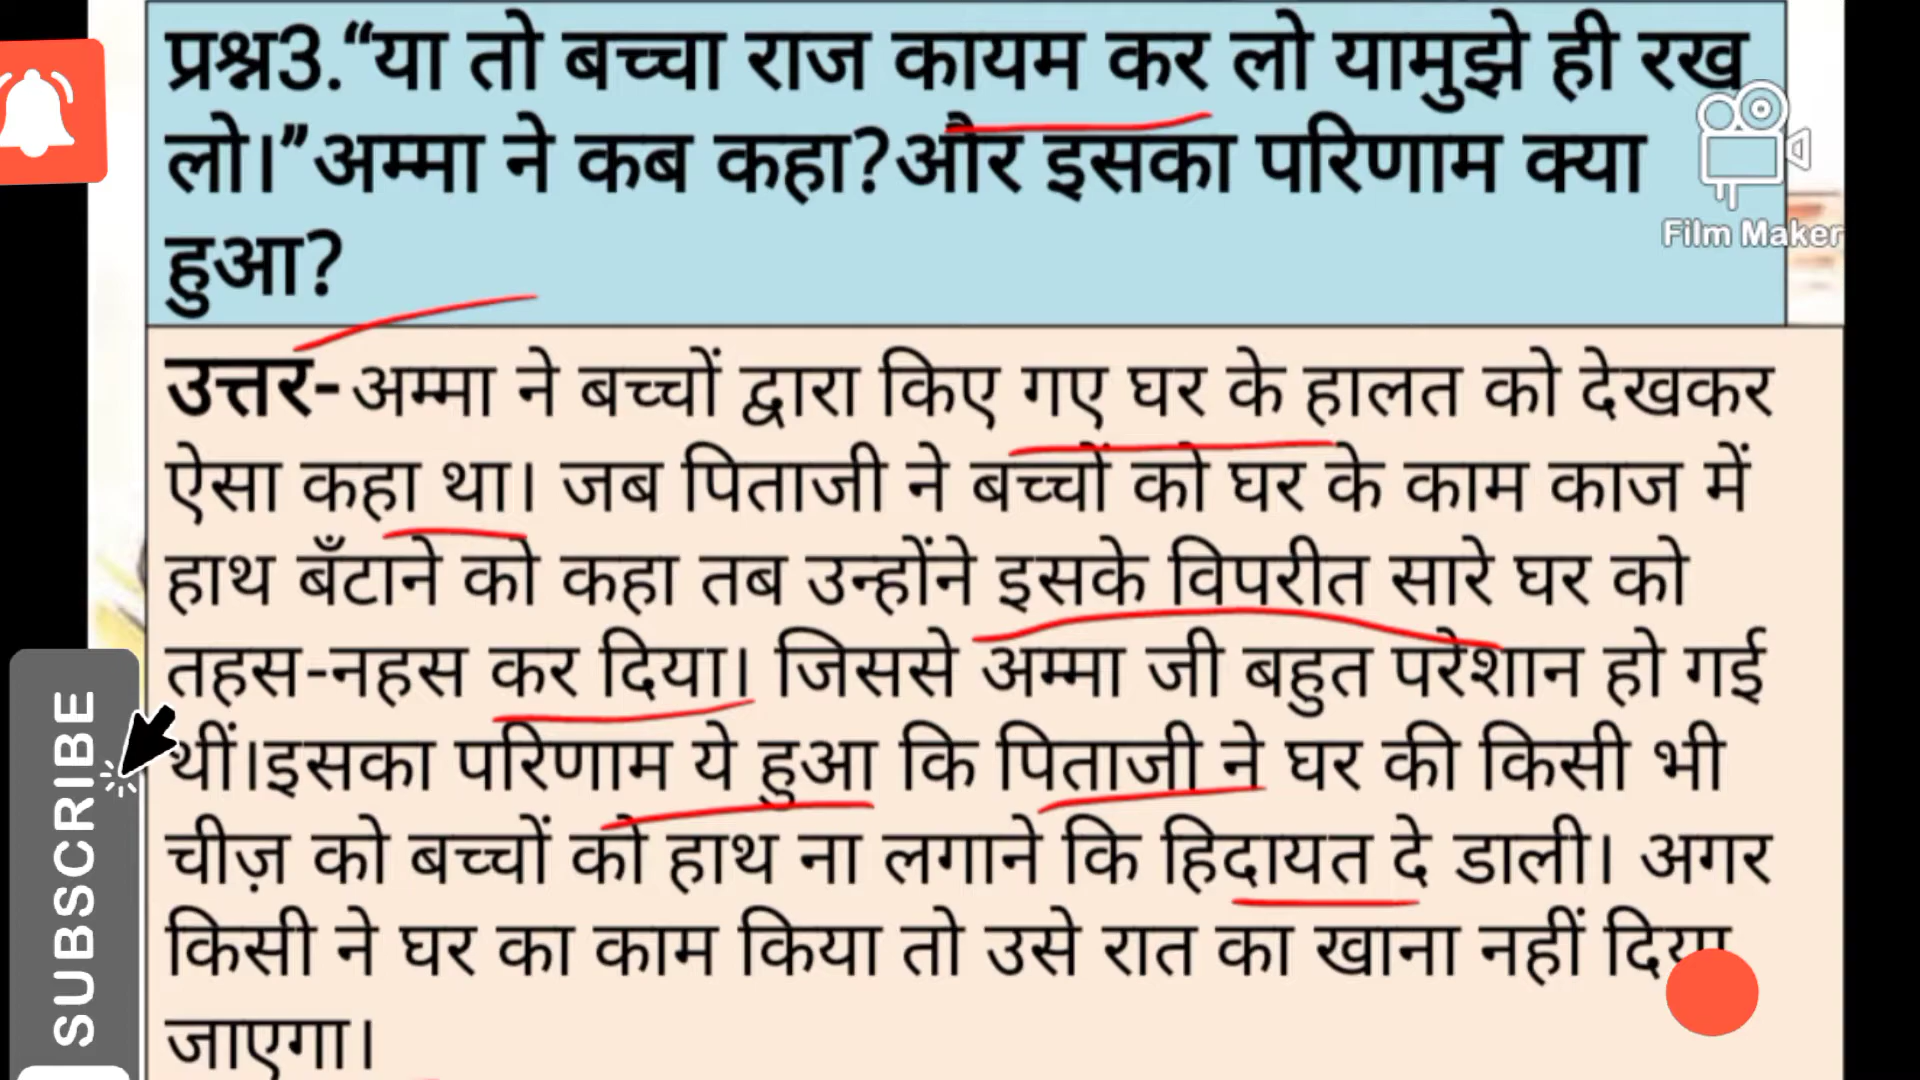 प्रश्न3.“या तो बच्चा राज कायम कर लो यामुझे ही रख
लो।”अम्मा ने कब कहा?और इसका परिणाम क्या
हुआ?
Film Maker
उत्तर- अम्मा ने बच्चों द्वारा किए गए घर के हालत को देखकर
ऐसा कहा था। जब पिताजी ने बच्चों को घर के काम काज में
हाथ बँटाने को कहा तब उन्होंने इसके विपरीत सारे घर को
तहस-नहस कर दिया। जिससे अम्मा जी बहुत परेशान हो गई
थीं।इसका परिणाम ये हुआ कि पिताजी ने घर की किसी भी
चीज़ को बच्चों को हाथ ना लगाने कि हिदायत दे डाली। अगर
किसी ने घर का काम किया तो उसे रात का खाना नहीं दिया
जाएगा।
SUBSCRIBE